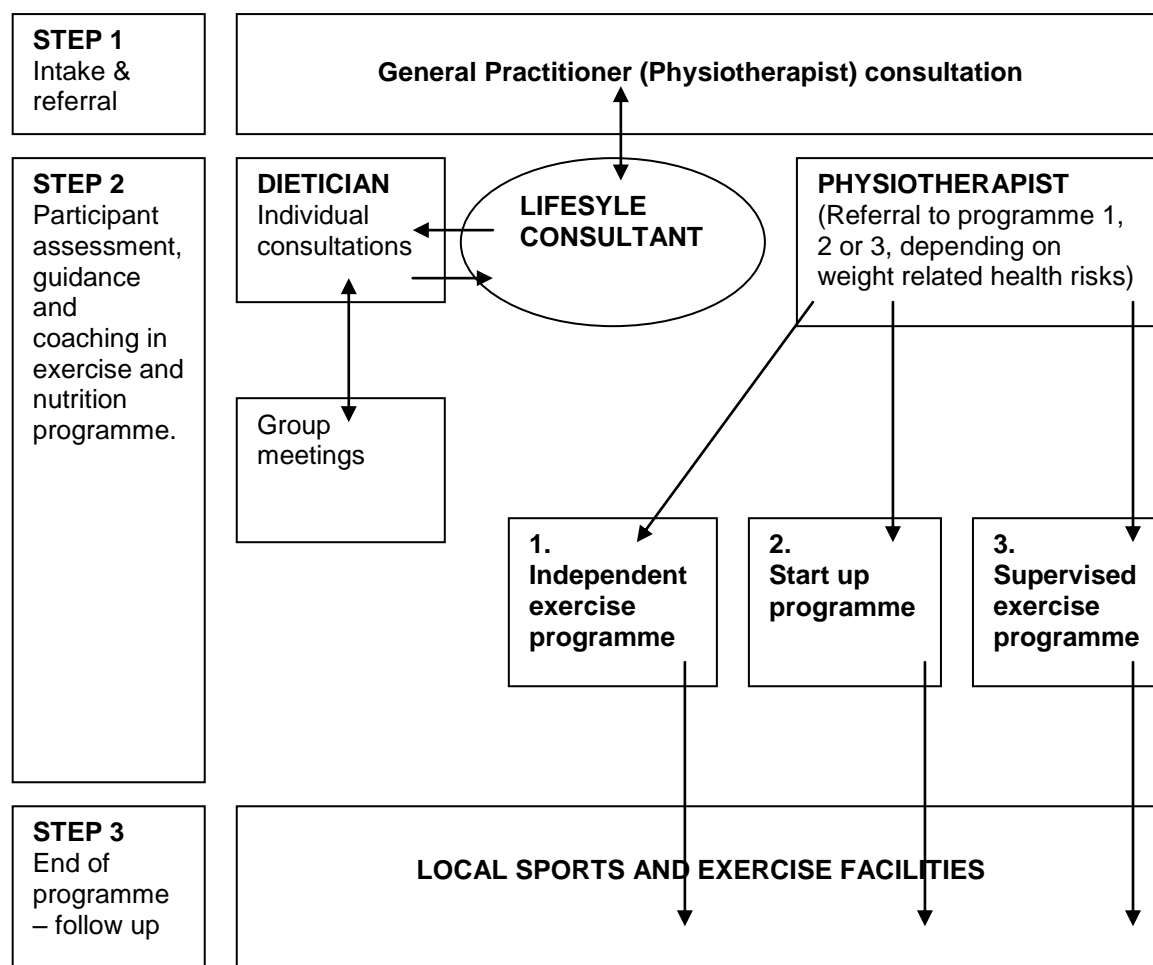 STEP 1
Intake &
referral
General Practitioner (Physiotherapist) consultation
STEP 2
Participant
assessment,
guidance
and
coaching in
exercise and
nutrition
programme.
DIETICIAN
Individual
consultations
LIFESYLE
CONSULTANT
PHYSIOTHERAPIST
(Referral to programme 1,
2 or 3, depending on
weight related health risks)
Group
meetings
1.
Independent
exercise
programme
2.
Start up
programme
3.
Supervised
exercise
programme
STEP 3
End of
programme
– follow up
LOCAL SPORTS AND EXERCISE FACILITIES